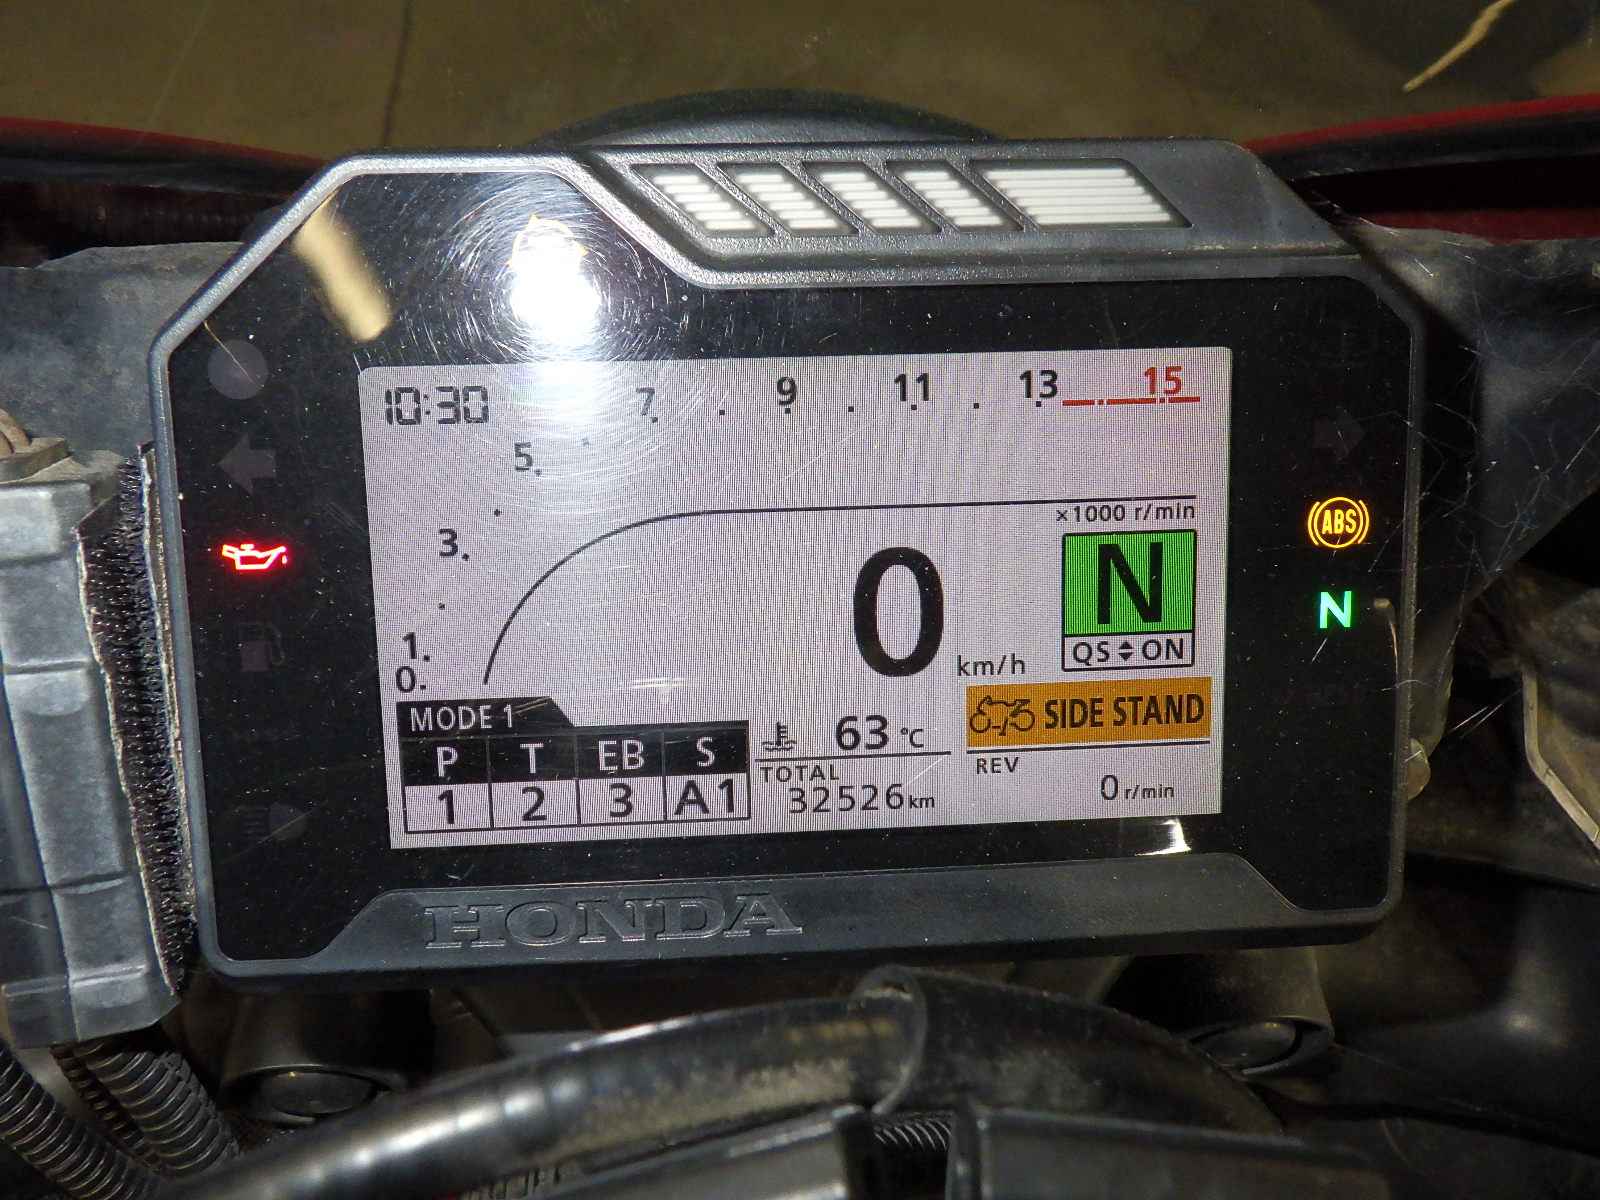 10:30
5. 7. 9 11 13 15
3.
1.
0.
×1000 r/min
ABS
0 km/h
N
N
QS ON
MODE 1
P T EB S
1 2 3 A1
63 °C
SIDE STAND
TOTAL
32526 km
REV
0 r/min
HONDA